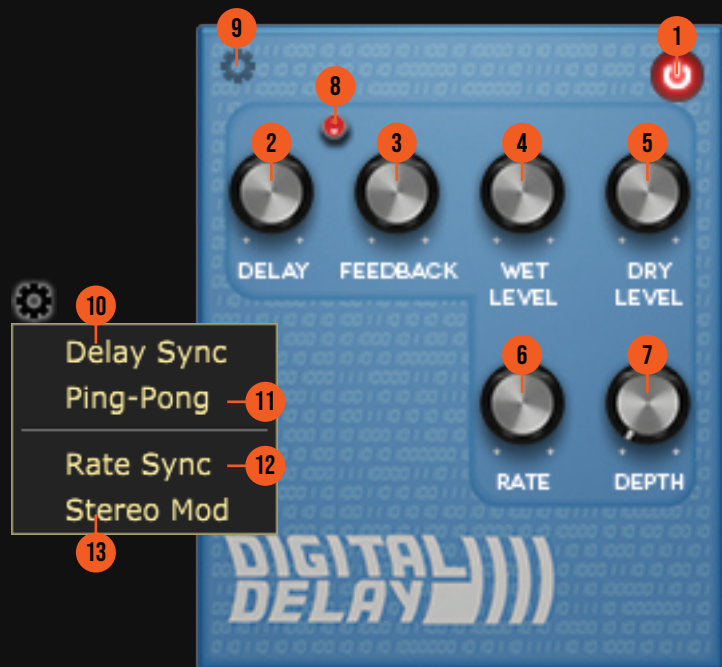 9
1
8
2
3
4
5
DELAY
FEEDBACK
WET
LEVEL
DRY
LEVEL
10
Delay Sync
Ping-Pong
11
Rate Sync
12
Stereo Mod
13
6
7
RATE
DEPTH
DIGITAL
DELAY